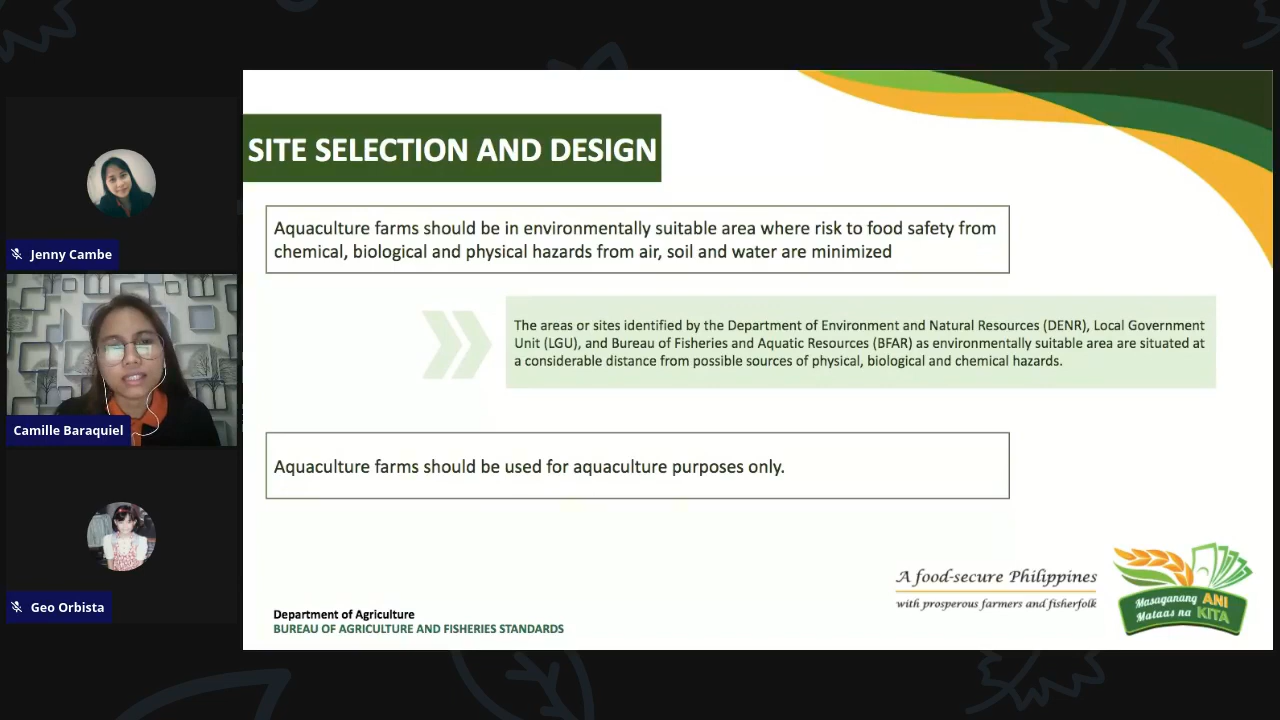 Jenny Cambe
Camille Baraquiel
Geo Orbista
SITE SELECTION AND DESIGN
Aquaculture farms should be in environmentally suitable area where risk to food safety from
chemical, biological and physical hazards from air, soil and water are minimized
The areas or sites identified by the Department of Environment and Natural Resources (DENR), Local Government
Unit (LGU), and Bureau of Fisheries and Aquatic Resources (BFAR) as environmentally suitable area are situated at
a considerable distance from possible sources of physical, biological and chemical hazards.
Aquaculture farms should be used for aquaculture purposes only.
Department of Agriculture
BUREAU OF AGRICULTURE AND FISHERIES STANDARDS
A food-secure Philippines
with prosperous farmers and fisherfolk
Masaganang ANI
Mataas na KITA